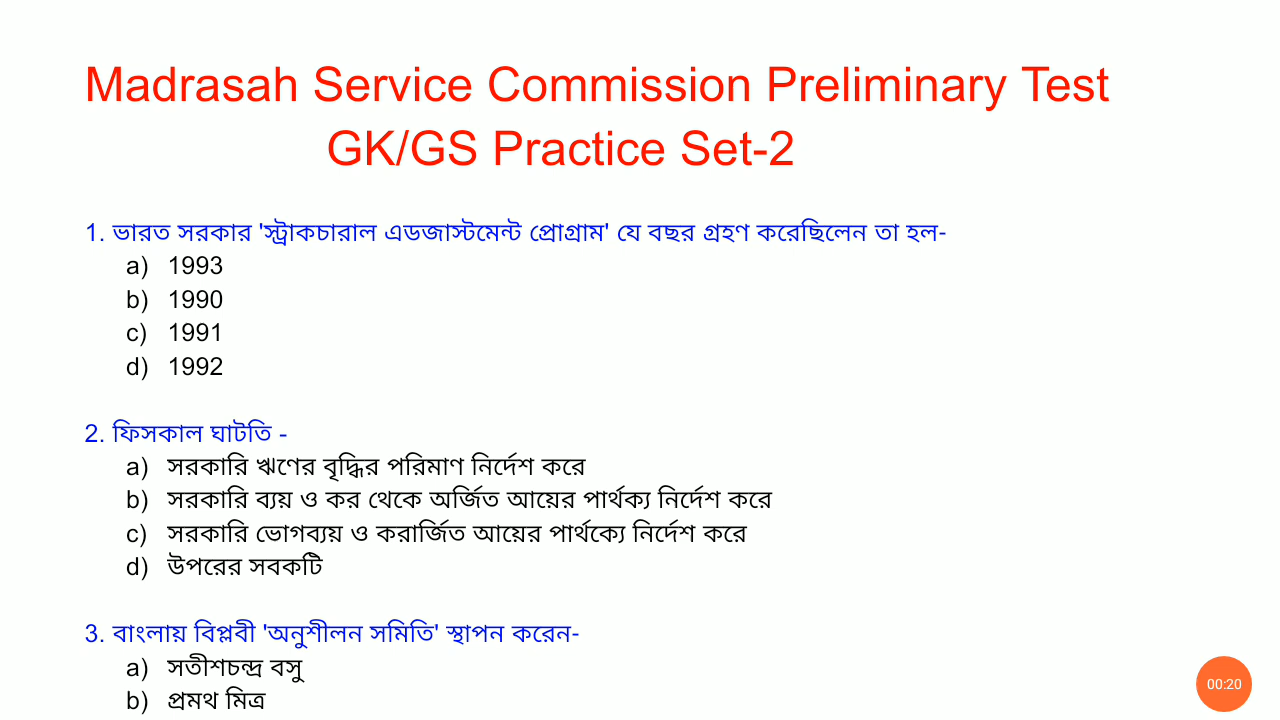 Madrasah Service Commission Preliminary Test
GK/GS Practice Set-2
1. ভারত সরকার 'স্ট্রাকচারাল এডজাস্টমেন্ট প্রোগ্রাম' যে বছর গ্রহণ করেছিলেন তা হল-
a) 1993
b) 1990
c) 1991
d) 1992
2. ফিসকাল ঘাটতি -
a) সরকারি ঋণের বৃদ্ধির পরিমাণ নির্দেশ করে
b) সরকারি ব্যয় ও কর থেকে অর্জিত আয়ের পার্থক্য নির্দেশ করে
c) সরকারি ভোগব্যয় ও করার্জিত আয়ের পার্থক্যে নির্দেশ করে
d) উপরের সবকটি
3. বাংলায় বিপ্লবী 'অনুশীলন সমিতি' স্থাপন করেন-
a) সতীশচন্দ্র বসু
b) প্রমথ মিত্র
00:20